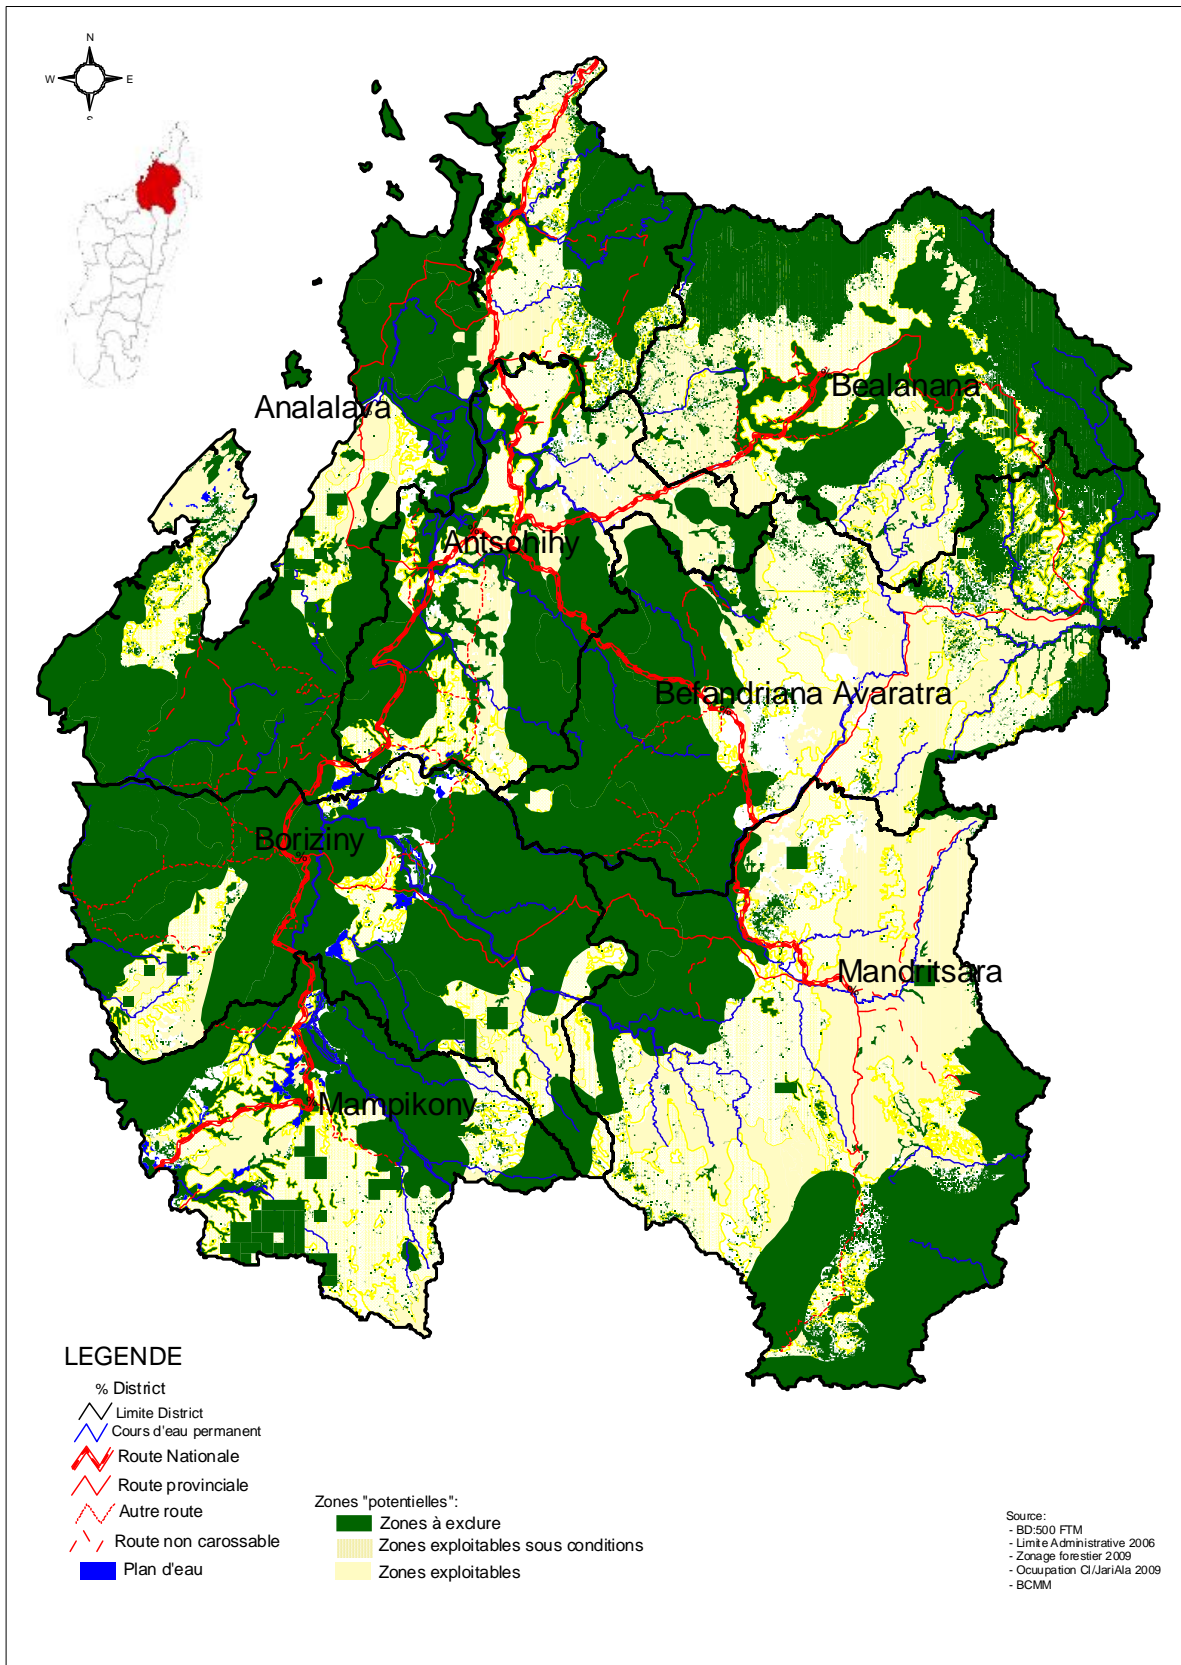 N
W E
S
Analalava
Bealanana
Antsohihy
Befandriana Avaratra
Boriziny
%
Mandritsara
Mampikony
LEGENDE
% District
Limite District
Cours d'eau permanent
Route Nationale
Route provinciale
Autre route
Route non carossable
Plan d'eau
Zones "potentielles":
Zones à exclure
Zones exploitables sous conditions
Zones exploitables
Source:
- BD:500 FTM
- Limite Administrative 2006
- Zonage forestier 2009
- Ocuupation CI/JariAla 2009
- BCMM